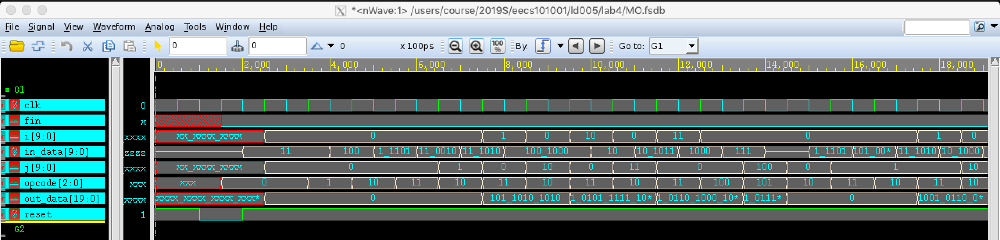 *<nWave:1> /users/course/2019S/eecs101001/ld005/lab4/MO.fsdb
File Signal View Waveform Analog Tools Window Help
0 0 0 x 100ps 100 % By: Go to: G1
0 2,000 4,000 6,000 8,000 10,000 12,000 14,000 16,000 18,000
= G1
clk 0
fin x
i[9:0] xxxx xx_xxxx_xxxx 0 1 0 10 0 11 0 1 0
in_data[9:0] zzzz 11 100 1_1101 11_0010 11_1010 100_1000 10 10_1011 1000 111 1_1101 101_00* 11_1010 10_1000
j[9:0] xxxx xx_xxxx_xxxx 0 1 0 10 0 11 0 100 0 1 10
opcode[2:0] xxx xxx 0 1 10 11 10 11 10 11 10 11 100 101 10 11 10 11 10
out_data[19:0] xxxx xxxx_xxxx_xxxx_xxx* 0 101_1010_1010 1_0101_1111_10* 1_0110_1000_10* 1_0111* 0 1001_0110_0*
reset 1
G2